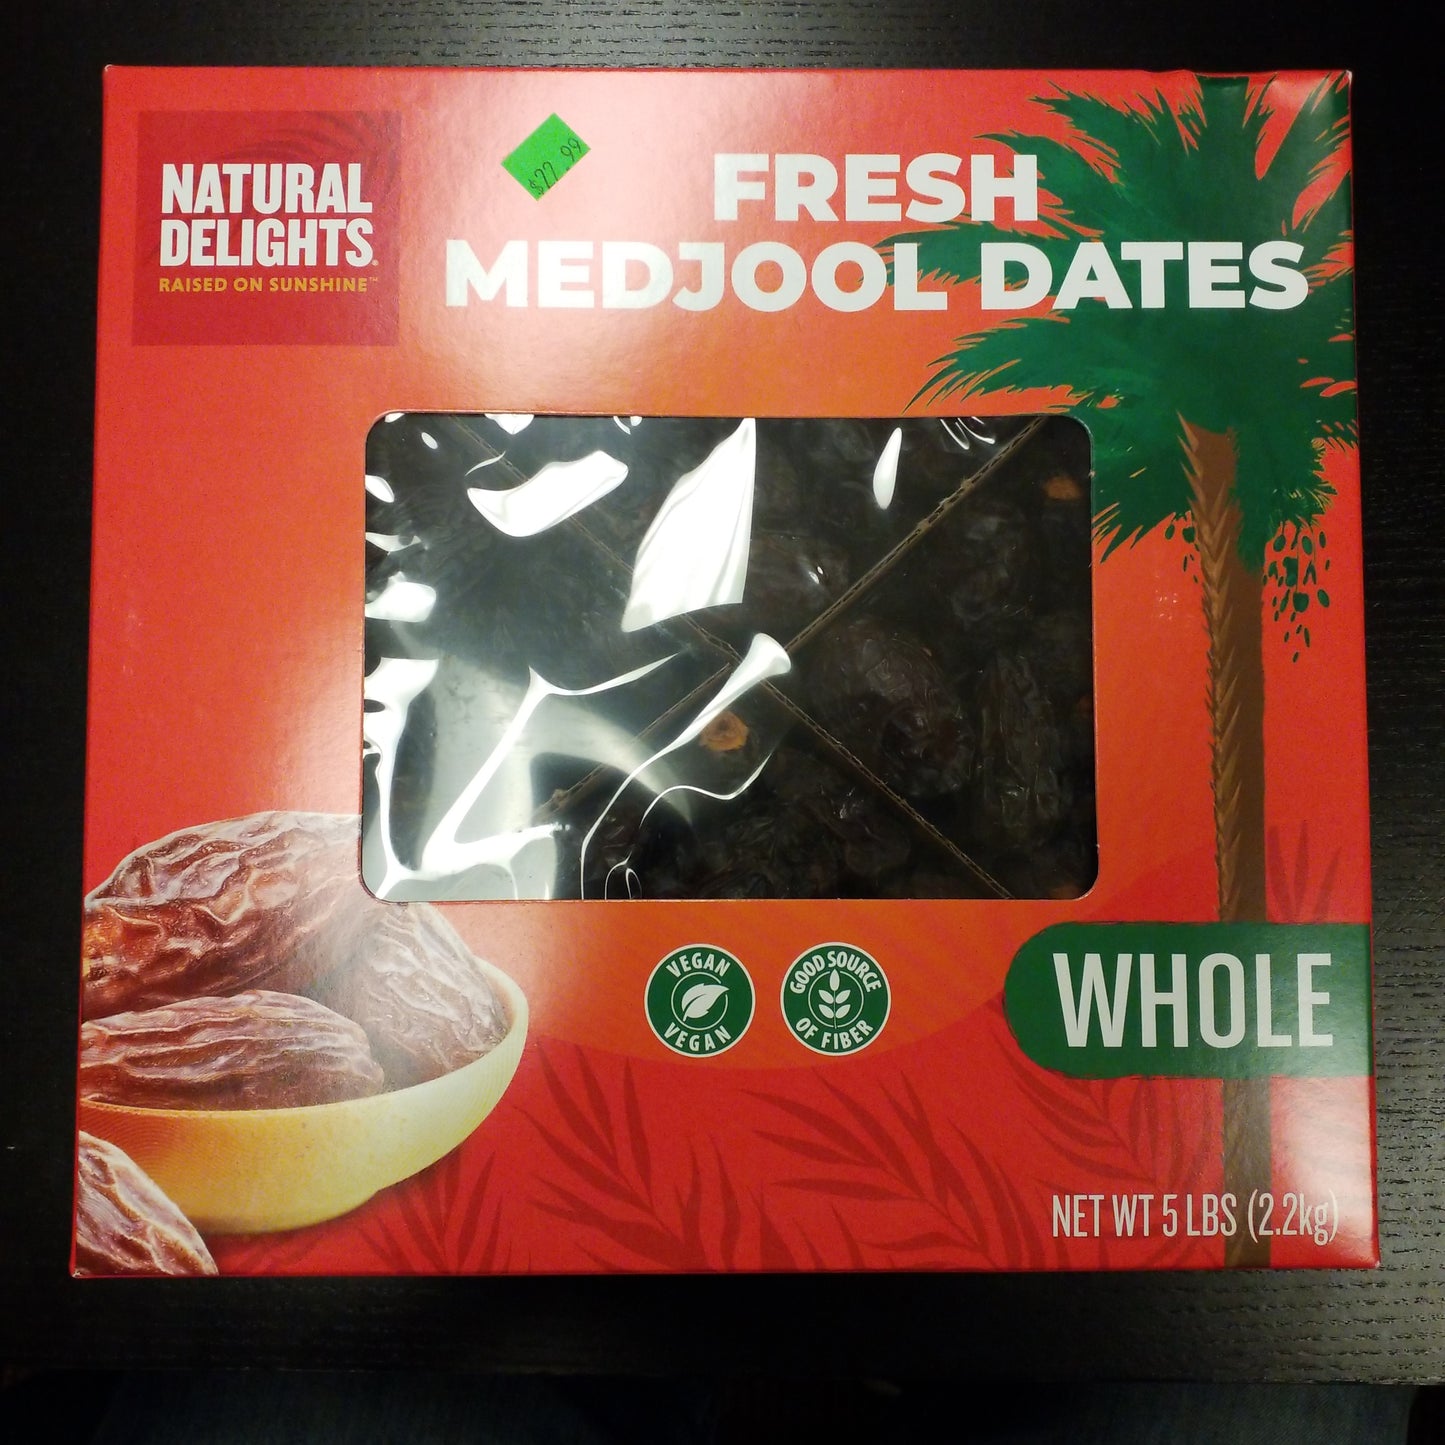 NATURAL
DELIGHTS®
RAISED ON SUNSHINE™
$22.99
FRESH
MEDJOOL DATES
VEGAN
VEGAN
GOOD SOURCE
OF FIBER
WHOLE
NET WT 5 LBS (2.2kg)